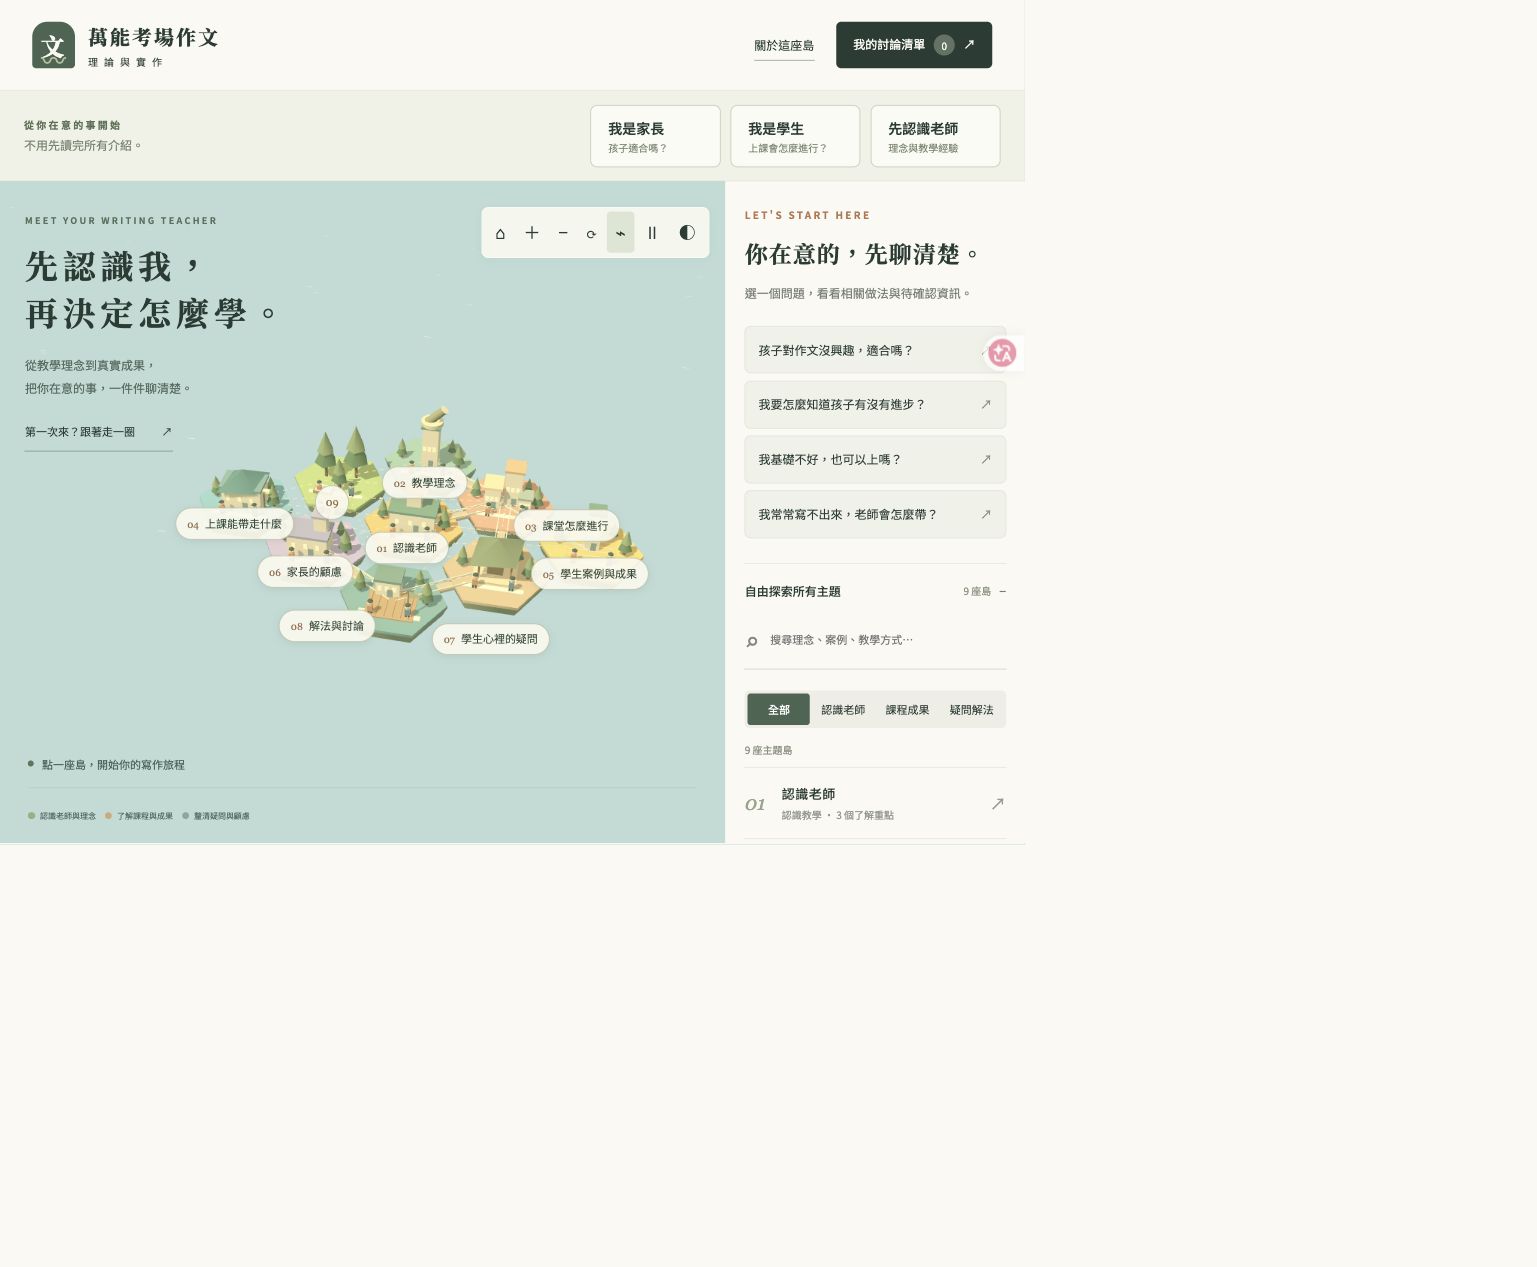 文
萬能考場作文
理論與實作
關於這座島
我的討論清單 0 ↗
從你在意的事開始
不用先讀完所有介紹。
我是家長
孩子適合嗎？
我是學生
上課會怎麼進行？
先認識老師
理念與教學經驗
MEET YOUR WRITING TEACHER
先認識我，
再決定怎麼學。
從教學理念到真實成果，
把你在意的事，一件件聊清楚。
第一次來？跟著走一圈 ↗
02 教學理念
09
04 上課能帶走什麼
03 課堂怎麼進行
01 認識老師
06 家長的顧慮
05 學生案例與成果
08 解法與討論
07 學生心裡的疑問
點一座島，開始你的寫作旅程
認識老師與理念
了解課程與成果
釐清疑問與顧慮
LET'S START HERE
你在意的，先聊清楚。
選一個問題，看看相關做法與待確認資訊。
孩子對作文沒興趣，適合嗎？
我要怎麼知道孩子有沒有進步？ ↗
我基礎不好，也可以上嗎？ ↗
我常常寫不出來，老師會怎麼帶？ ↗
自由探索所有主題
9 座島 −
搜尋理念、案例、教學方式…
全部
認識老師
課程成果
疑問解法
9 座主題島
01
認識老師
認識教學 · 3 個了解重點
↗